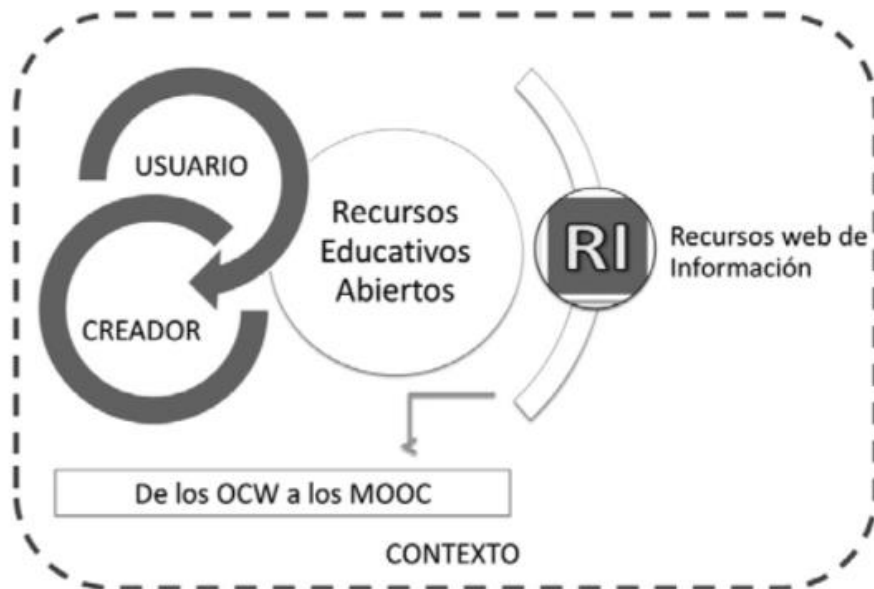 USUARIO
CREADOR
Recursos
Educativos
Abiertos
RI
Recursos web de
Información
De los OCW a los MOOC
CONTEXTO